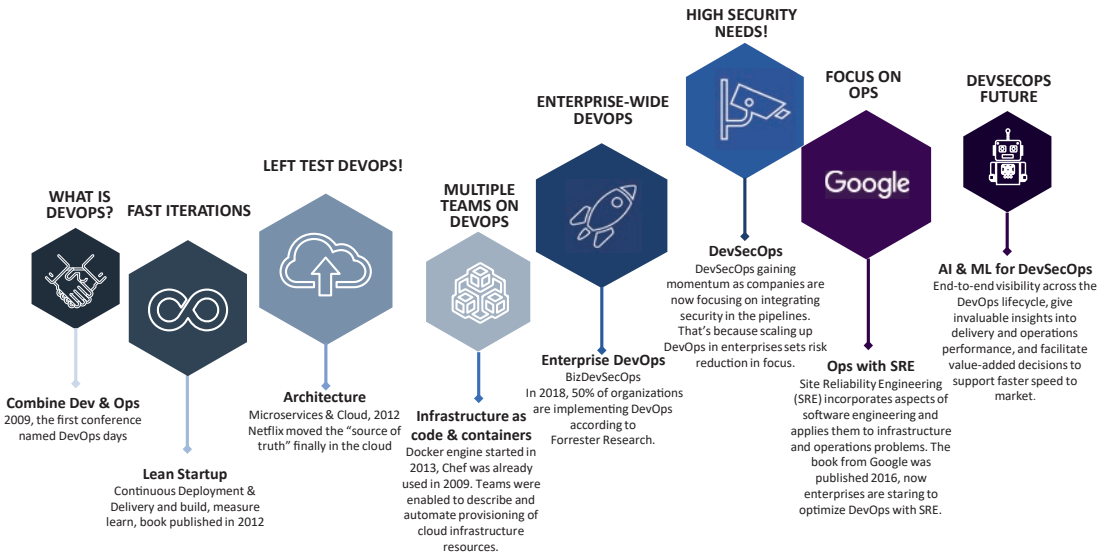 WHAT IS
DEVOPS?
Combine Dev & Ops
2009, the first conference
named DevOps days
FAST ITERATIONS
Lean Startup
Continuous Deployment &
Delivery and build, measure
learn, book published in 2012
LEFT TEST DEVOPS!
Architecture
Microservices & Cloud, 2012
Netflix moved the “source of
truth” finally in the cloud
MULTIPLE
TEAMS ON
DEVOPS
Infrastructure as
code & containers
Docker engine started in
2013, Chef was already
used in 2009. Teams were
enabled to describe and
automate provisioning of
cloud infrastructure
resources.
ENTERPRISE-WIDE
DEVOPS
Enterprise DevOps
BizDevSecOps
In 2018, 50% of organizations
are implementing DevOps
according to
Forrester Research.
HIGH SECURITY
NEEDS!
DevSecOps
DevSecOps gaining
momentum as companies are
now focusing on integrating
security in the pipelines.
That’s because scaling up
DevOps in enterprises sets risk
reduction in focus.
FOCUS ON
OPS
Google
Ops with SRE
Site Reliability Engineering
(SRE) incorporates aspects of
software engineering and
applies them to infrastructure
and operations problems. The
book from Google was
published 2016, now
enterprises are staring to
optimize DevOps with SRE.
DEVSECOPS
FUTURE
AI & ML for DevSecOps
End-to-end visibility across the
DevOps lifecycle, give
invaluable insights into
delivery and operations
performance, and facilitate
value-added decisions to
support faster speed to
market.